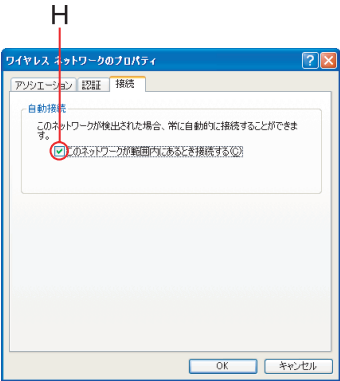 H
ワイヤレス ネットワークのプロパティ
アソシエーション 認証 接続
自動接続
このネットワークが検出された場合、常に自動的に接続することができま
す。
このネットワークが範囲内にあるとき接続する(C)
OK キャンセル